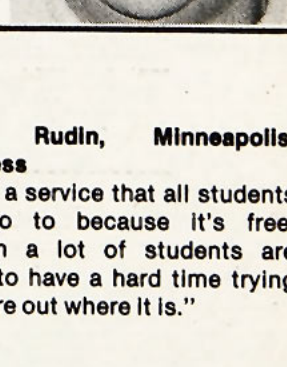 Rudin, Minneapolis
ess
a service that all students
o to because it's free
a lot of students are
to have a hard time trying
re out where it is."